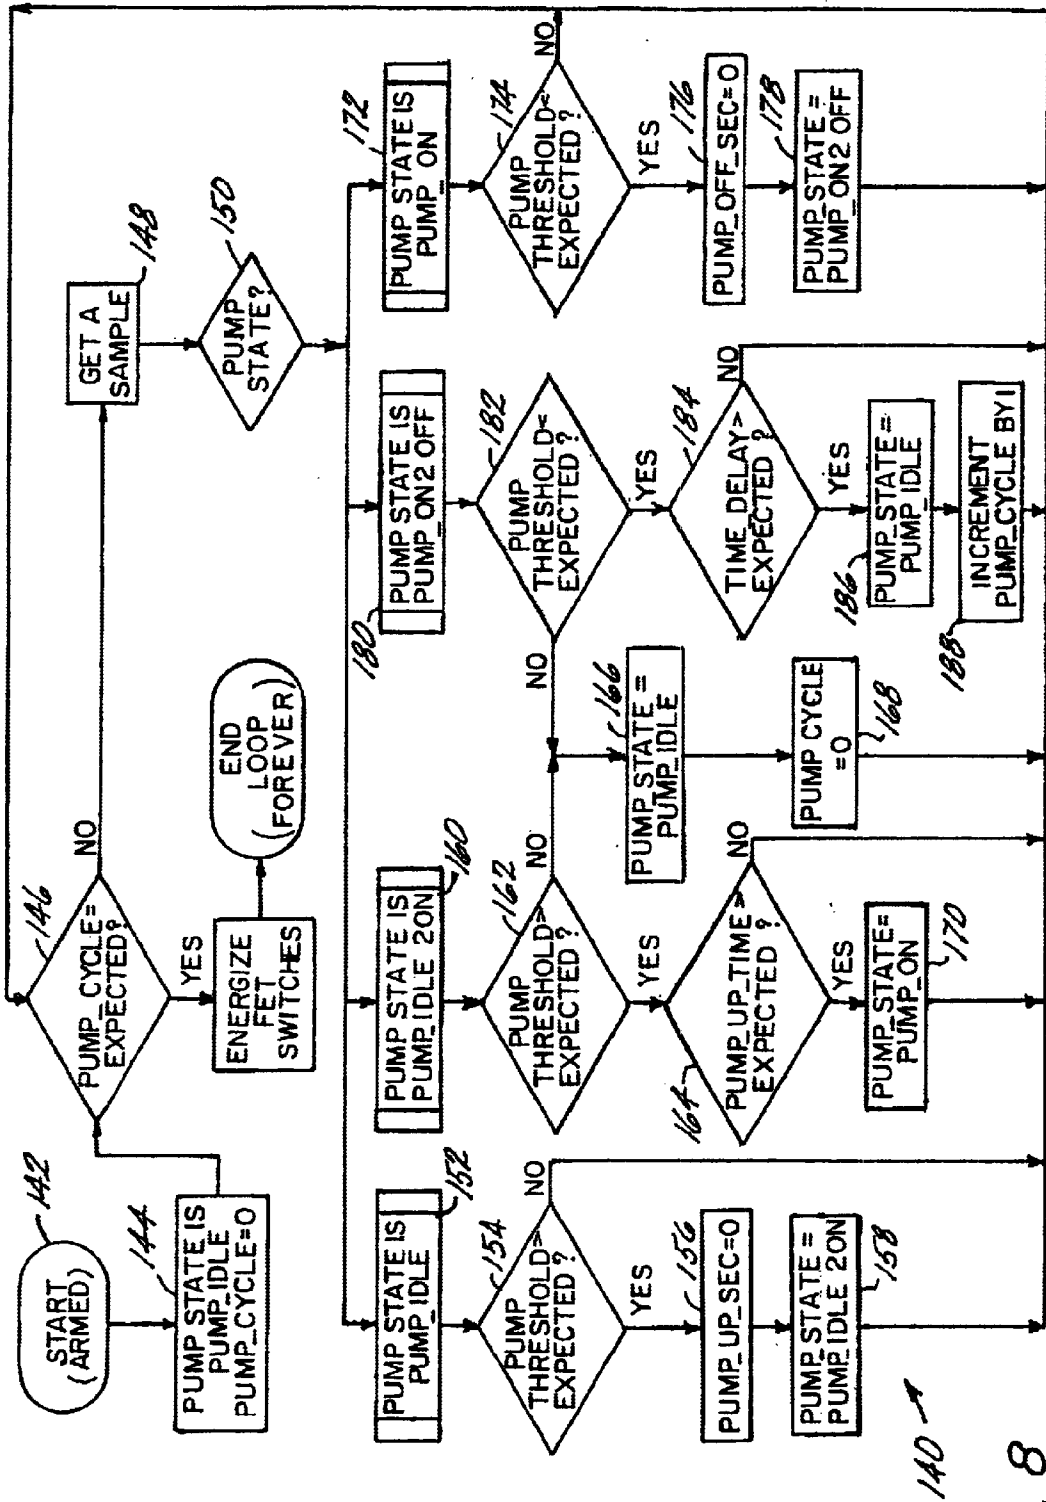 START
(ARMED)
142
PUMP STATE IS
PUMP_IDLE
PUMP_CYCLE=0
144
PUMP_CYCLE=
EXPECTED?
146
NO
YES
ENERGIZE
FET
SWITCHES
END
LOOP
(FOREVER)
GET A
SAMPLE
148
PUMP
STATE?
150
PUMP STATE IS
PUMP_IDLE
152
PUMP
THRESHOLD>
EXPECTED?
154
NO
YES
PUMP_UP_SEC=0
156
PUMP_STATE=
PUMP_IDLE 2ON
158
PUMP STATE IS
PUMP_IDLE 2ON
160
PUMP
THRESHOLD>
EXPECTED?
162
NO
YES
PUMP_UP_TIME>
EXPECTED ?
164
NO
YES
PUMP_STATE=
PUMP_ON
170
PUMP STATE=
PUMP_IDLE
166
PUMP CYCLE
=0
168
PUMP STATE IS
PUMP_ON2 OFF
180
PUMP
THRESHOLD<
EXPECTED ?
182
NO
YES
TIME_DELAY>
EXPECTED ?
184
NO
YES
PUMP_STATE=
PUMP_IDLE
186
INCREMENT
PUMP_CYCLE BY 1
188
PUMP STATE IS
PUMP_ON
172
PUMP
THRESHOLD<
EXPECTED ?
174
NO
YES
PUMP_OFF_SEC=0
176
PUMP_STATE=
PUMP_ON2 OFF
178
140
8